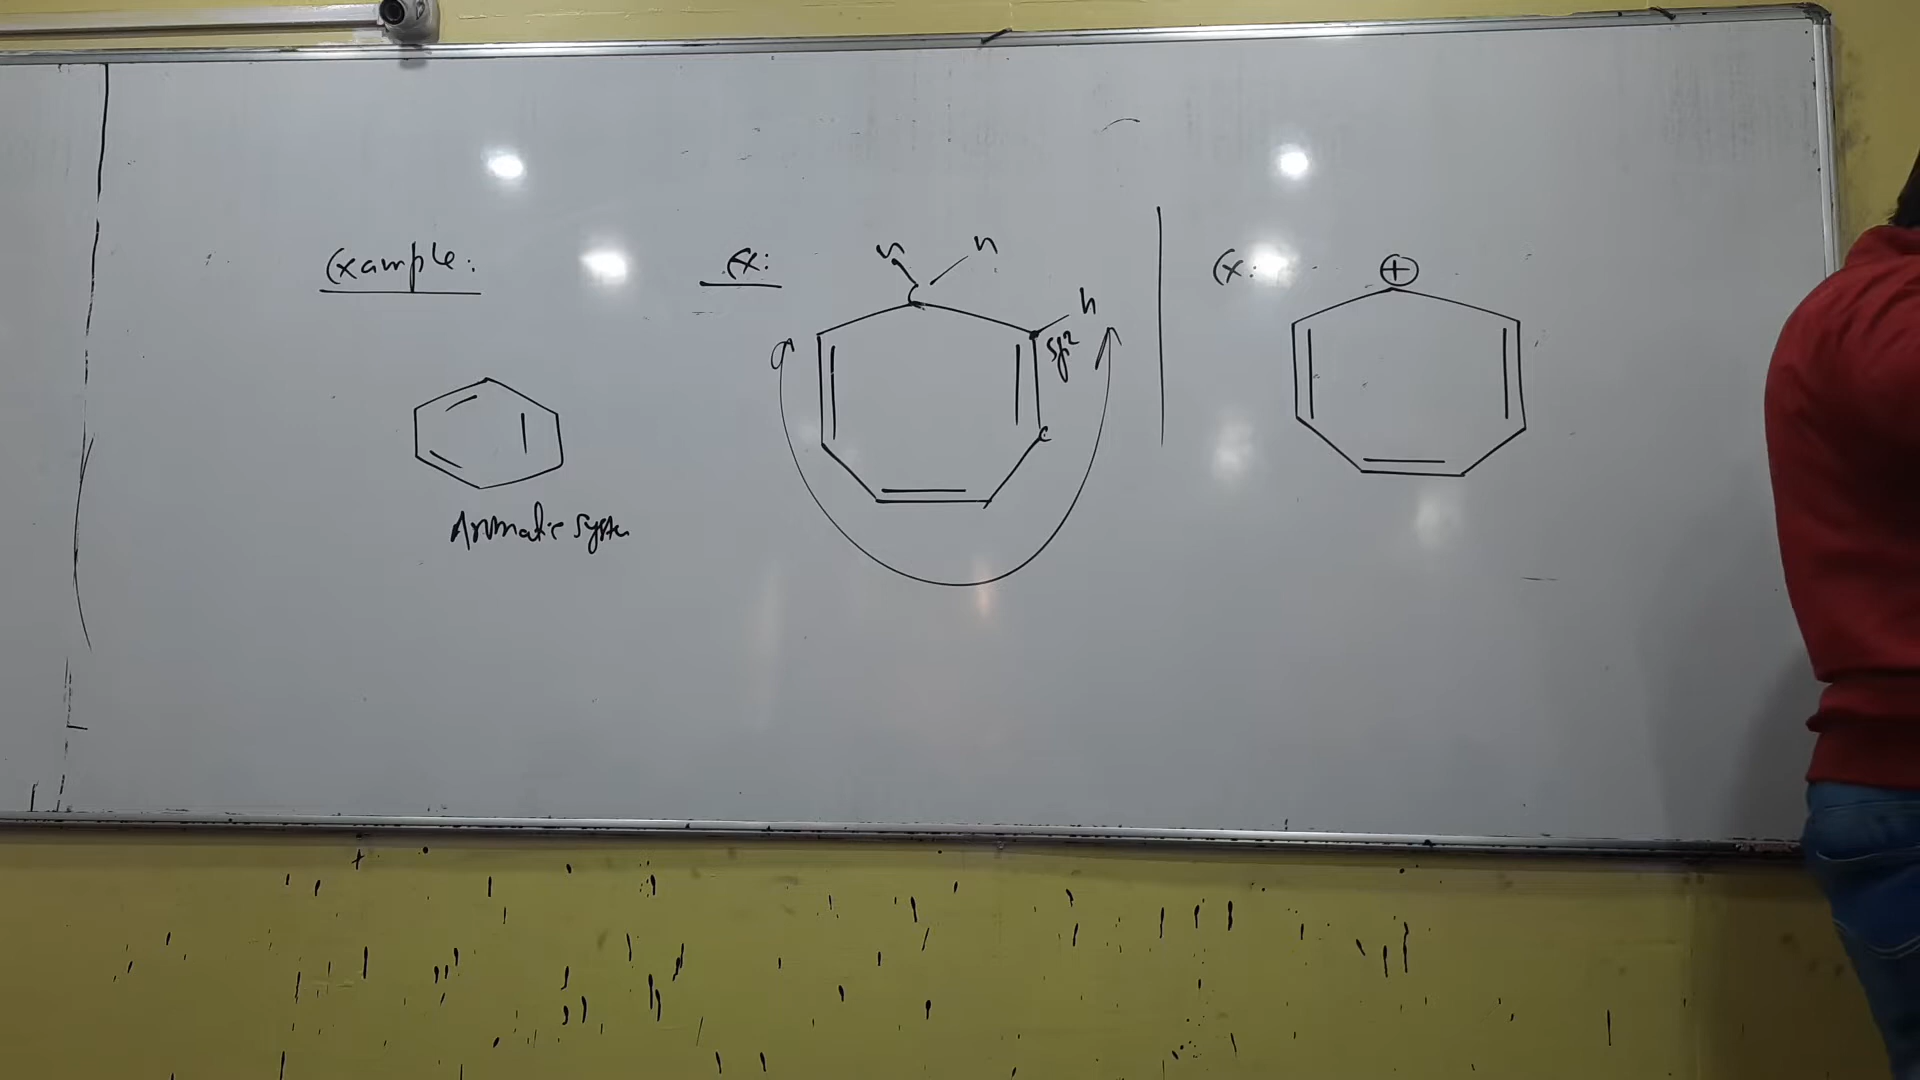 Example:
Ex:
H H
H
sp²
C
Aromatic System
Ex:
⊕